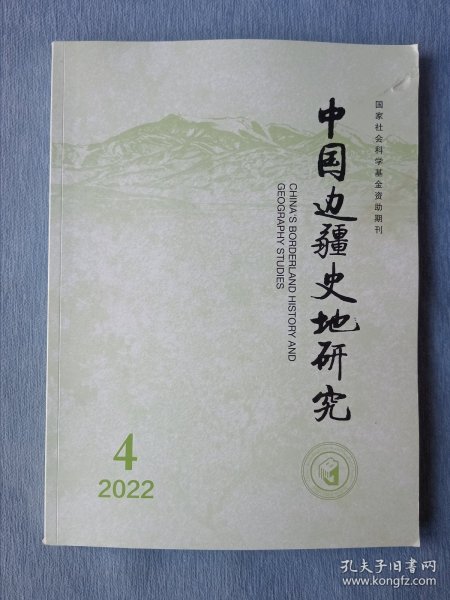 国家社会科学基金资助期刊
中国边疆史地研究
CHINA'S BORDERLAND HISTORY AND
GEOGRAPHY STUDIES
4
2022
孔夫子旧书网
www.kongfz.com